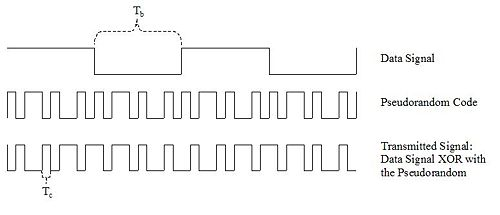 Tb
Data Signal
Pseudorandom Code
Transmitted Signal:
Data Signal XOR with
the Pseudorandom
Tc